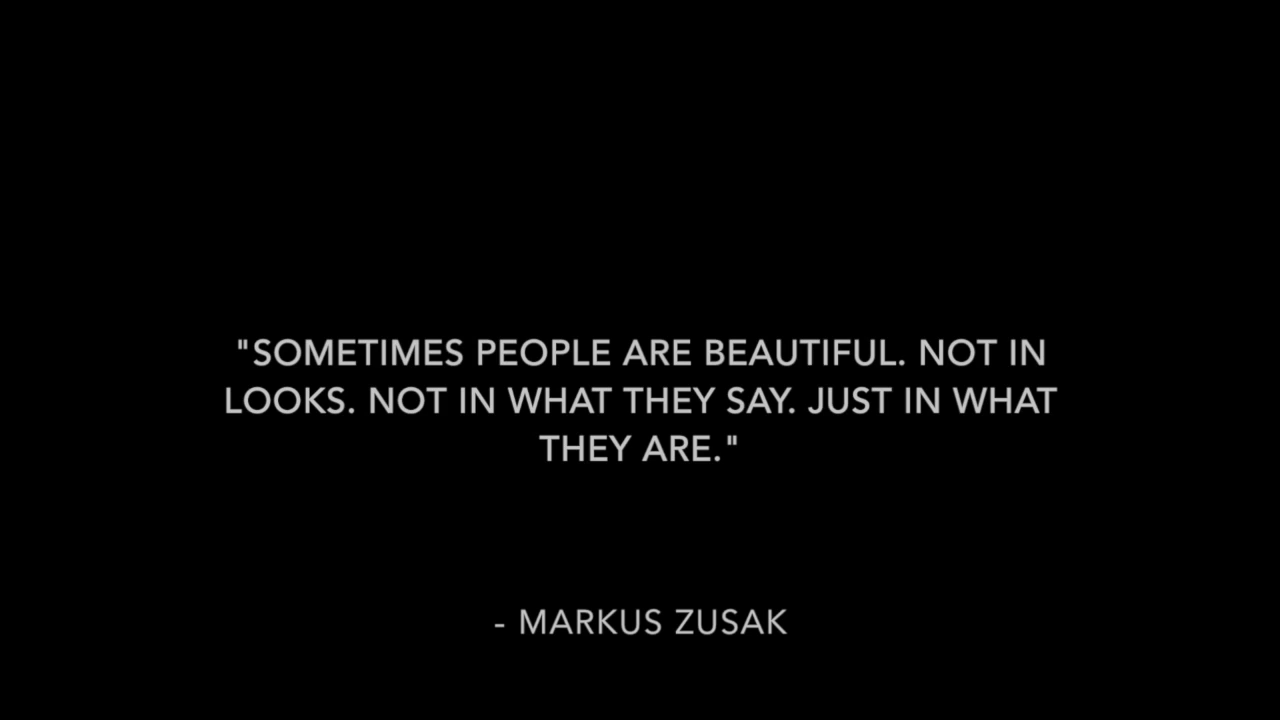 "SOMETIMES PEOPLE ARE BEAUTIFUL. NOT IN
LOOKS. NOT IN WHAT THEY SAY. JUST IN WHAT
THEY ARE."
- MARKUS ZUSAK